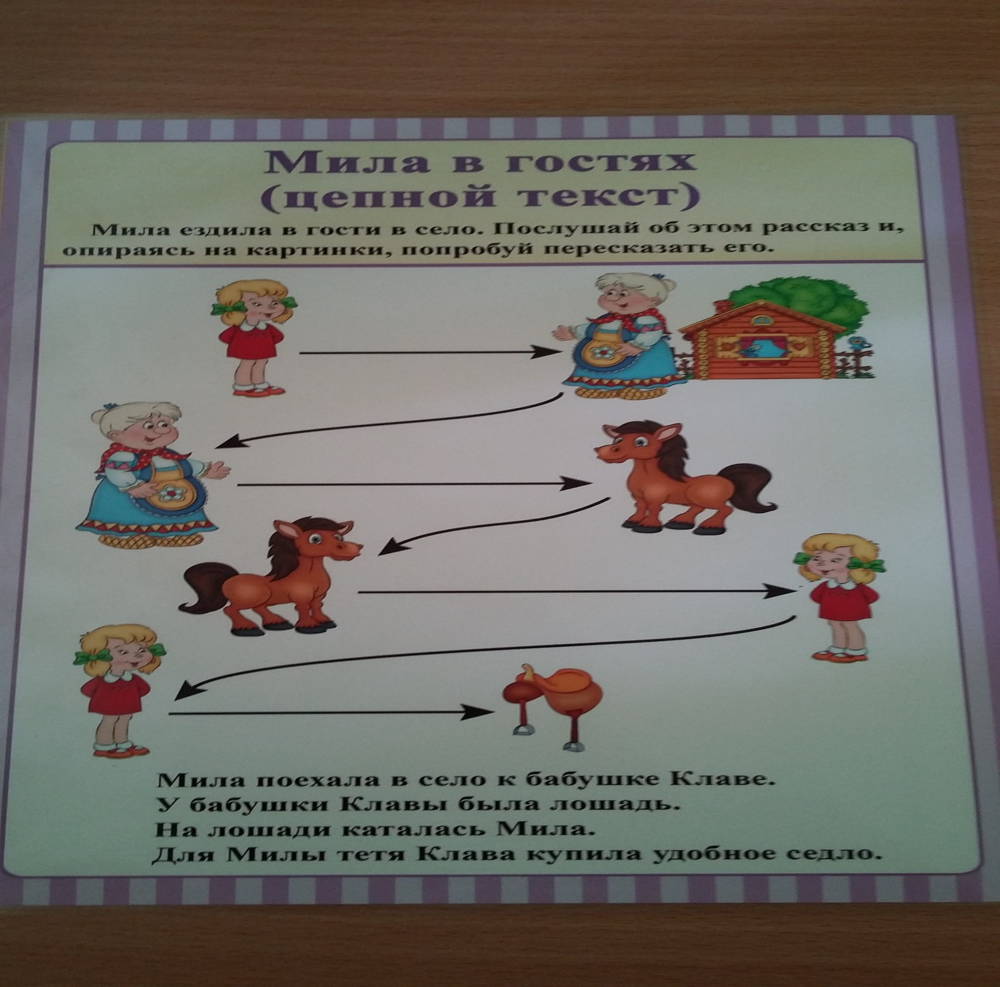 Мила в гостях
(цепной текст)
Мила ездила в гости в село. Послушай об этом рассказ и,
опираясь на картинки, попробуй пересказать его.
Мила поехала в село к бабушке Клаве.
У бабушки Клавы была лошадь.
На лошади каталась Мила.
Для Милы тетя Клава купила удобное седло.